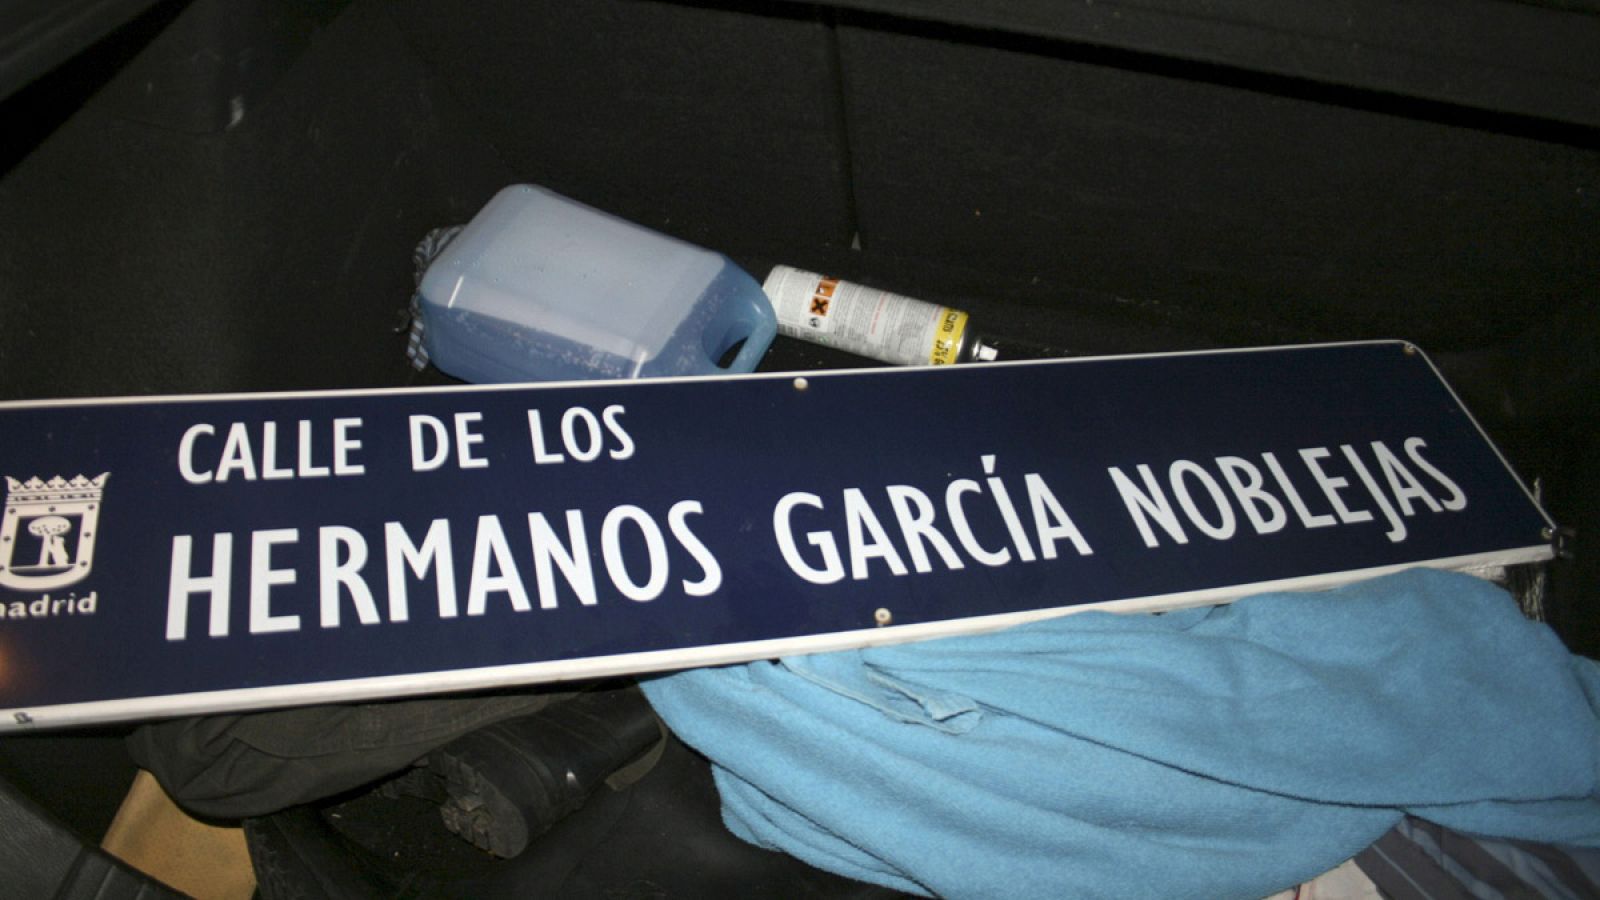 CALLE DE LOS
HERMANOS GARCÍA NOBLEJAS
madrid